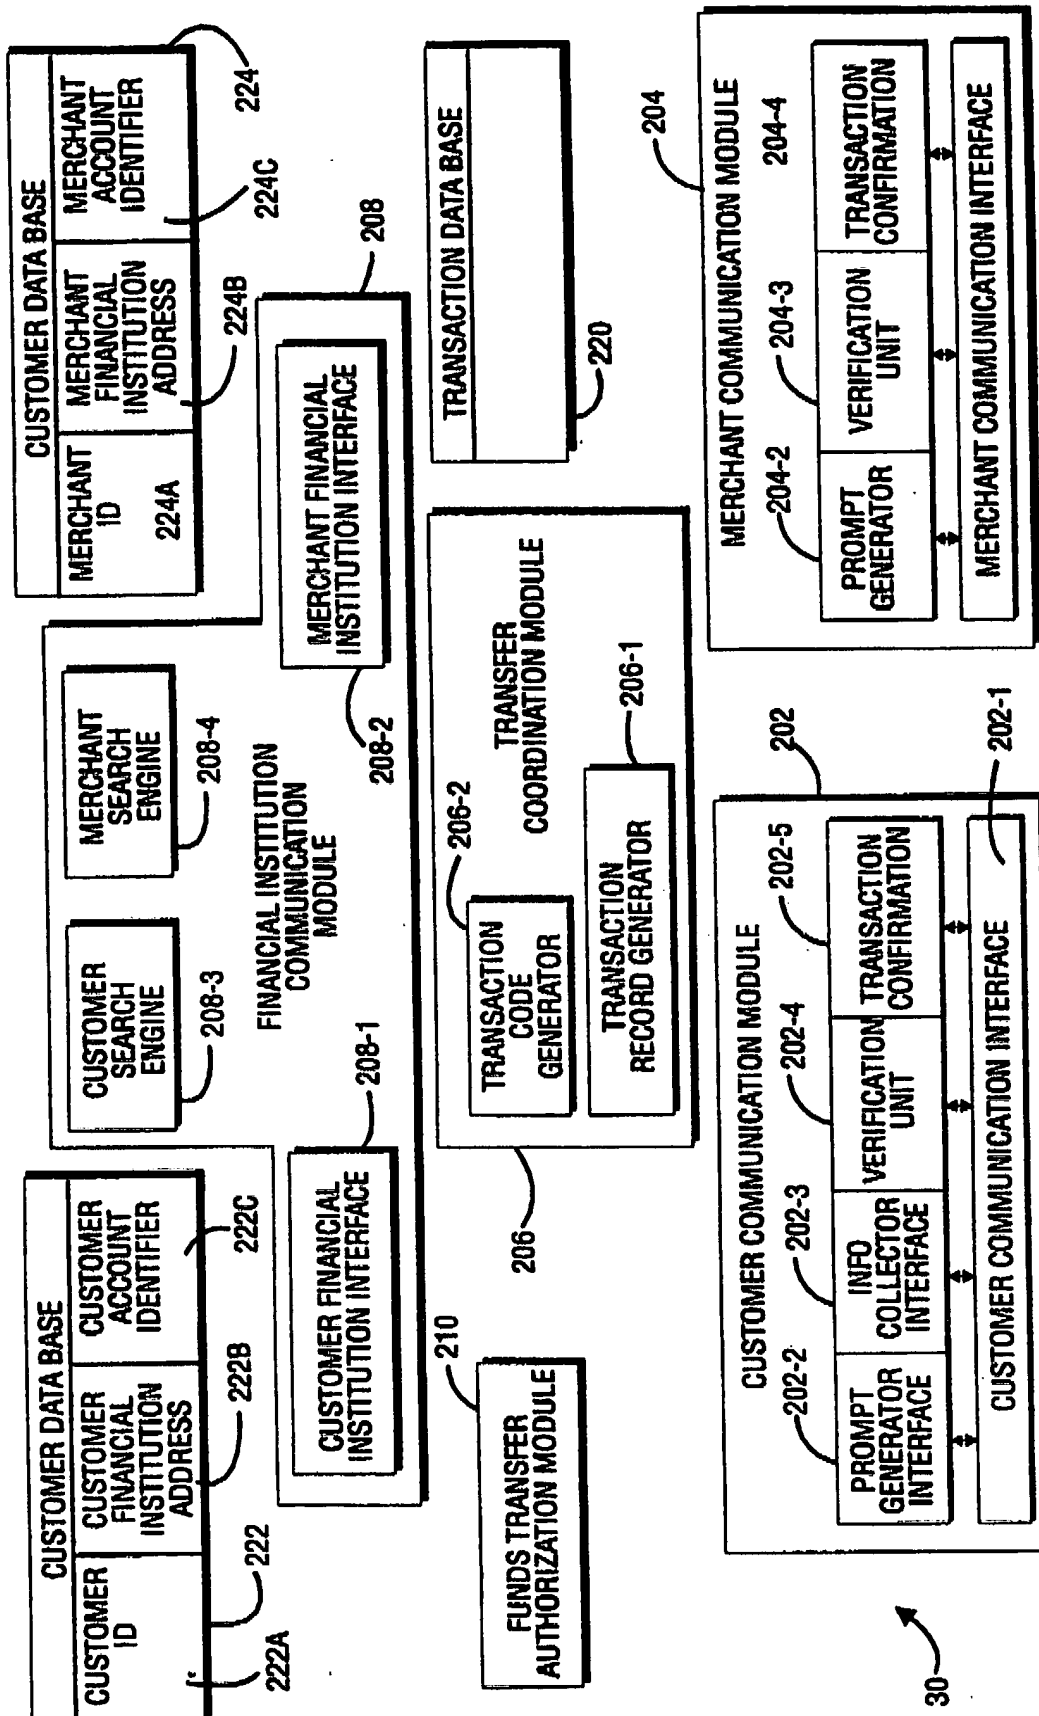 CUSTOMER DATA BASE
CUSTOMER
ID
CUSTOMER
FINANCIAL
INSTITUTION
ADDRESS
CUSTOMER
ACCOUNT
IDENTIFIER
222A
222
222B
222C
CUSTOMER
SEARCH
ENGINE
208-3
MERCHANT
SEARCH
ENGINE
208-4
FINANCIAL INSTITUTION
COMMUNICATION
MODULE
CUSTOMER FINANCIAL
INSTITUTION INTERFACE
208-1
MERCHANT FINANCIAL
INSTITUTION INTERFACE
208-2
208
CUSTOMER DATA BASE
MERCHANT
ID
224A
MERCHANT
FINANCIAL
INSTITUTION
ADDRESS
224B
MERCHANT
ACCOUNT
IDENTIFIER
224C
224
FUNDS TRANSFER
AUTHORIZATION MODULE
210
206
TRANSACTION
CODE
GENERATOR
206-2
TRANSFER
COORDINATION MODULE
TRANSACTION
RECORD GENERATOR
206-1
TRANSACTION DATA BASE
220
30
CUSTOMER COMMUNICATION MODULE
202
202-2
202-3
202-4
202-5
PROMPT
GENERATOR
INTERFACE
INFO
COLLECTOR
INTERFACE
VERIFICATION
UNIT
TRANSACTION
CONFIRMATION
CUSTOMER COMMUNICATION INTERFACE
202-1
MERCHANT COMMUNICATION MODULE
204
204-2
204-3
204-4
PROMPT
GENERATOR
VERIFICATION
UNIT
TRANSACTION
CONFIRMATION
MERCHANT COMMUNICATION INTERFACE